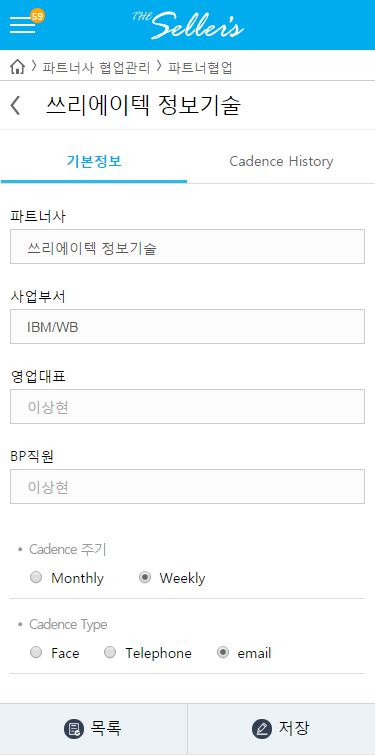 59
THE Seller's
파트너사 협업관리 > 파트너협업
쓰리에이텍 정보기술
기본정보 Cadence History
파트너사
쓰리에이텍 정보기술
사업부서
IBM/WB
영업대표
이상현
BP직원
이상현
• Cadence 주기
Monthly Weekly
• Cadence Type
Face Telephone email
목록 저장